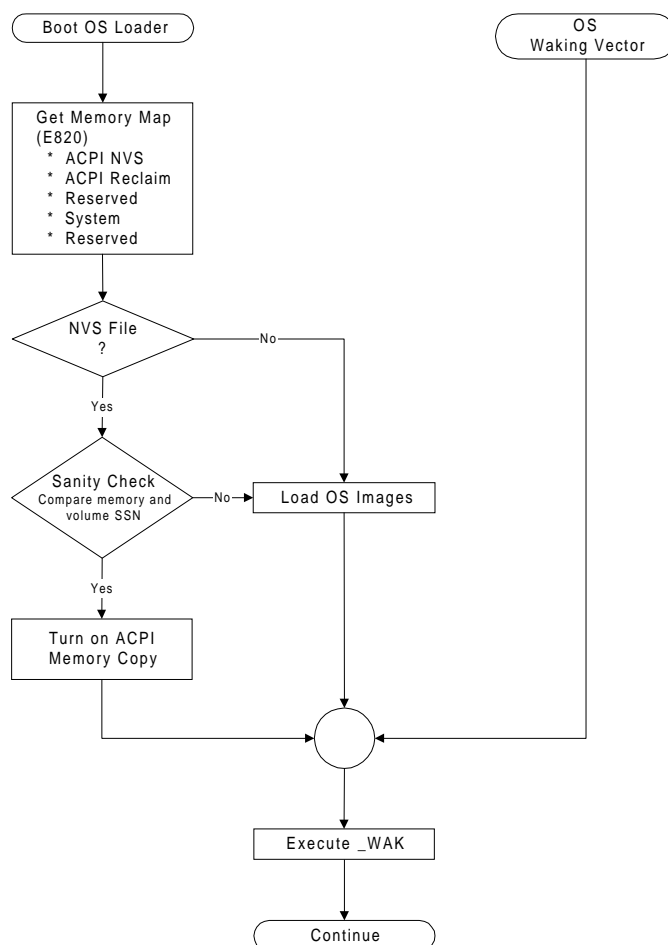 Boot OS Loader
OS
Waking Vector
Get Memory Map
(E820)
* ACPI NVS
* ACPI Reclaim
* Reserved
* System
* Reserved
NVS File
?
No
Yes
Sanity Check
Compare memory and
volume SSN
No
Load OS Images
Yes
Turn on ACPI
Memory Copy
Execute _WAK
Continue